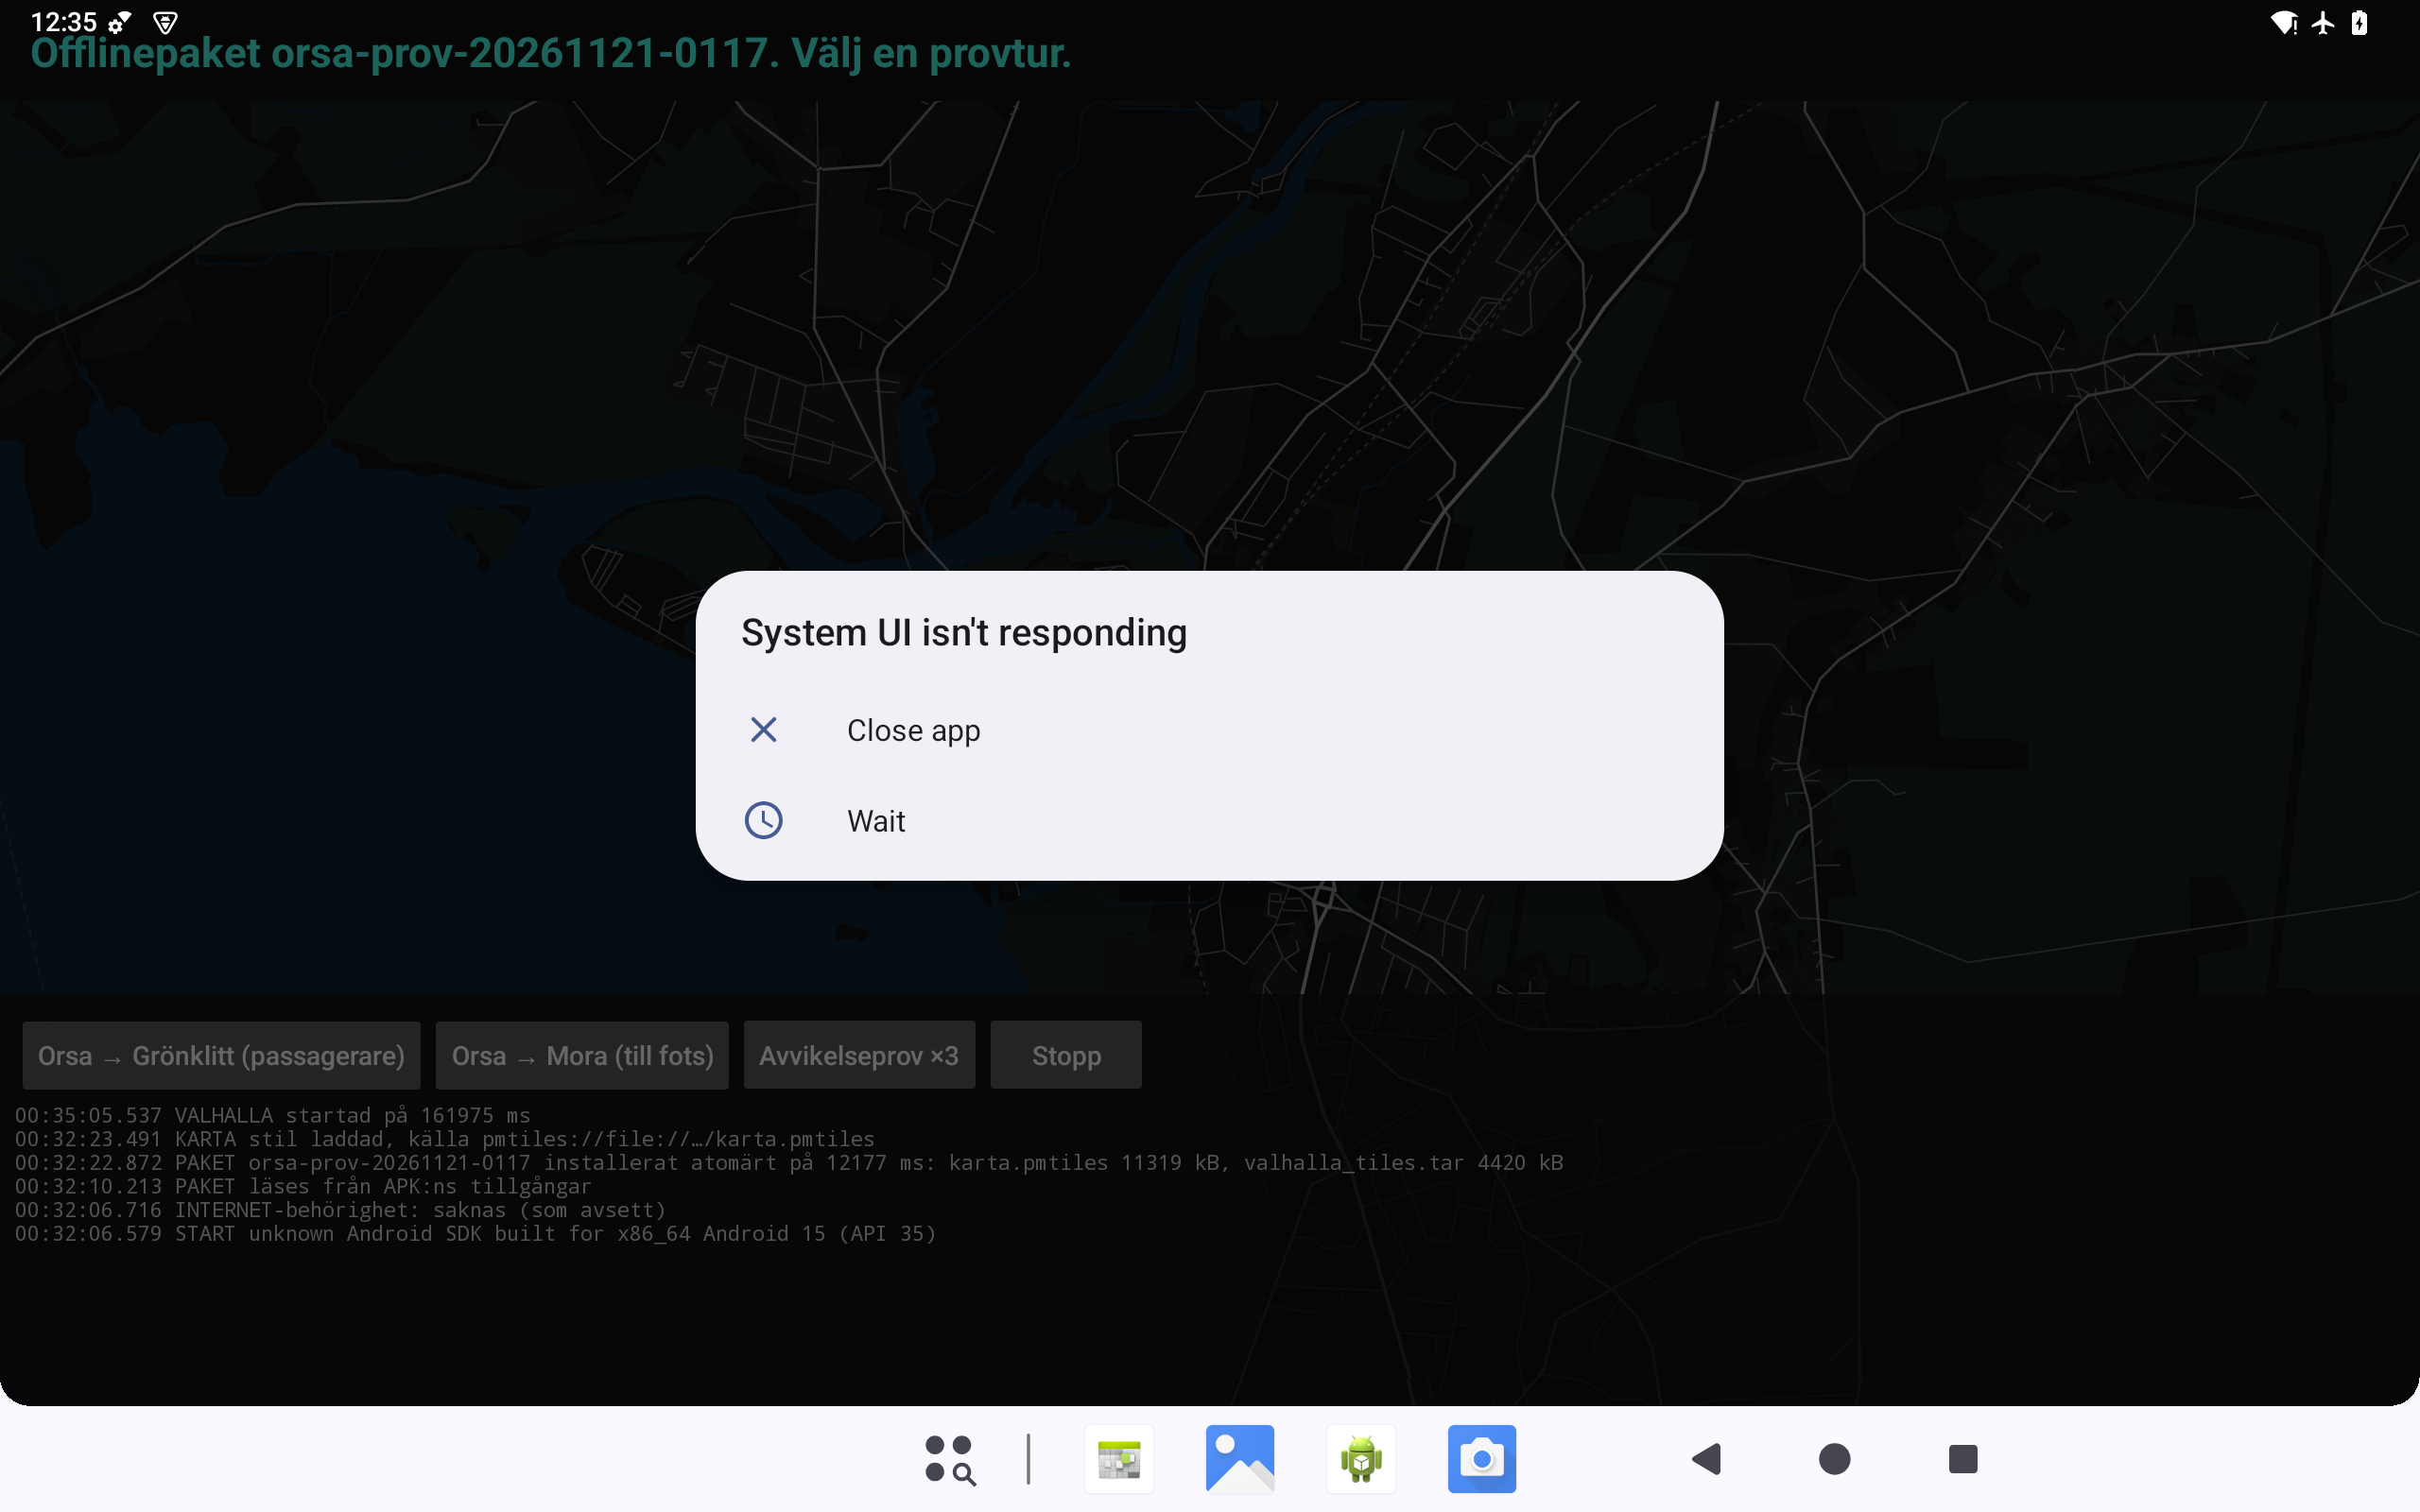 12:35
Offlinepaket orsa-prov-20261121-0117. Välj en provtur.
System UI isn't responding
Close app
Wait
Orsa → Grönklitt (passagerare) Orsa → Mora (till fots) Avvikelseprov ×3 Stopp
00:35:05.537 VALHALLA startad på 161975 ms
00:32:23.491 KARTA stil laddad, källa pmtiles://file://…/karta.pmtiles
00:32:22.872 PAKET orsa-prov-20261121-0117 installerat atomärt på 12177 ms: karta.pmtiles 11319 kB, valhalla_tiles.tar 4420 kB
00:32:10.213 PAKET läses från APK:ns tillgångar
00:32:06.716 INTERNET-behörighet: saknas (som avsett)
00:32:06.579 START unknown Android SDK built for x86_64 Android 15 (API 35)